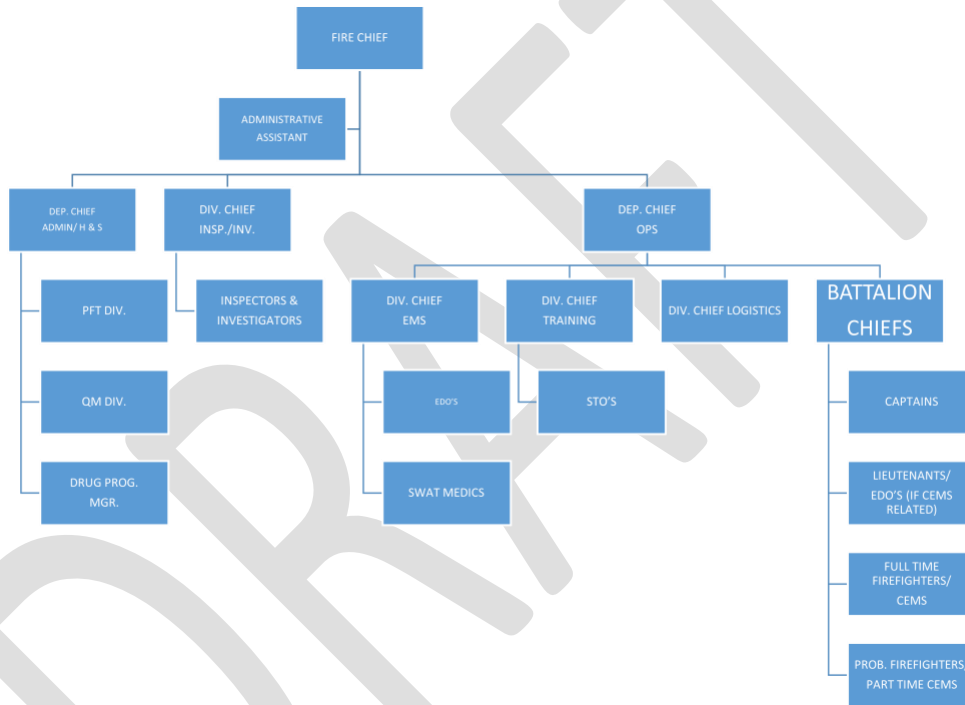 FIRE CHIEF
ADMINISTRATIVE
ASSISTANT
DEP. CHIEF
ADMIN/ H & S
DIV. CHIEF
INSP./INV.
DEP. CHIEF
OPS
PFT DIV.
INSPECTORS &
INVESTIGATORS
DIV. CHIEF
EMS
DIV. CHIEF
TRAINING
DIV. CHIEF LOGISTICS
BATTALION
CHIEFS
QM DIV.
EDO'S
STO'S
CAPTAINS
DRUG PROG.
MGR.
SWAT MEDICS
LIEUTENANTS/
EDO'S (IF CEMS
RELATED)
FULL TIME
FIREFIGHTERS/
CEMS
PROB. FIREFIGHTERS/
PART TIME CEMS
DRAFT